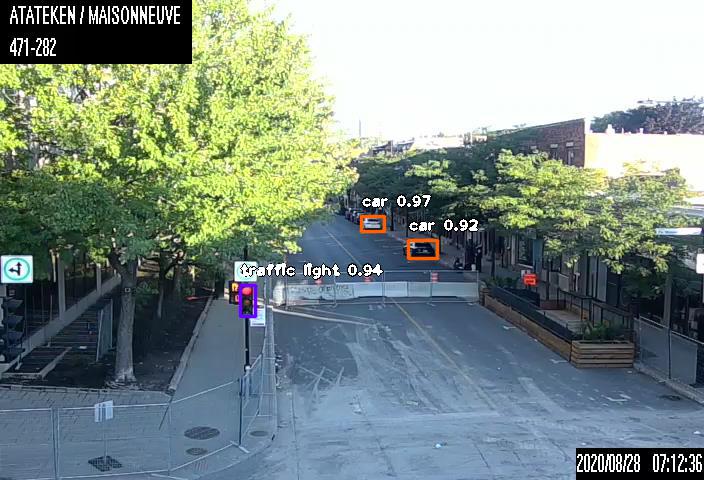 ATATEKEN / MAISONNEUVE
471-282
car 0.97
car 0.92
traffic light 0.94
2020/08/28 07:12:36